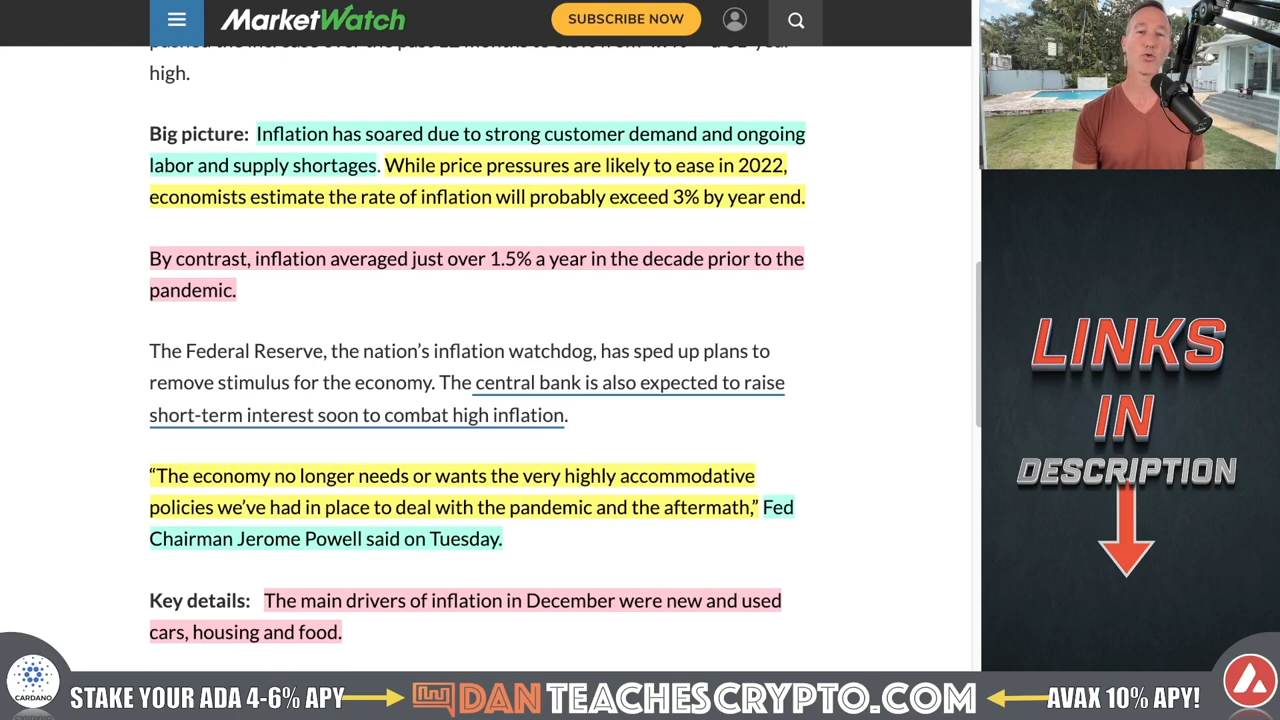 MarketWatch
SUBSCRIBE NOW
high.
Big picture: Inflation has soared due to strong customer demand and ongoing
labor and supply shortages. While price pressures are likely to ease in 2022,
economists estimate the rate of inflation will probably exceed 3% by year end.
By contrast, inflation averaged just over 1.5% a year in the decade prior to the
pandemic.
The Federal Reserve, the nation’s inflation watchdog, has sped up plans to
remove stimulus for the economy. The central bank is also expected to raise
short-term interest soon to combat high inflation.
“The economy no longer needs or wants the very highly accommodative
policies we’ve had in place to deal with the pandemic and the aftermath,” Fed
Chairman Jerome Powell said on Tuesday.
Key details: The main drivers of inflation in December were new and used
cars, housing and food.
LINKS
IN
DESCRIPTION
CARDANO
STAKE YOUR ADA 4-6% APY
DANTEACHESCRYPTO.COM
AVAX 10% APY!